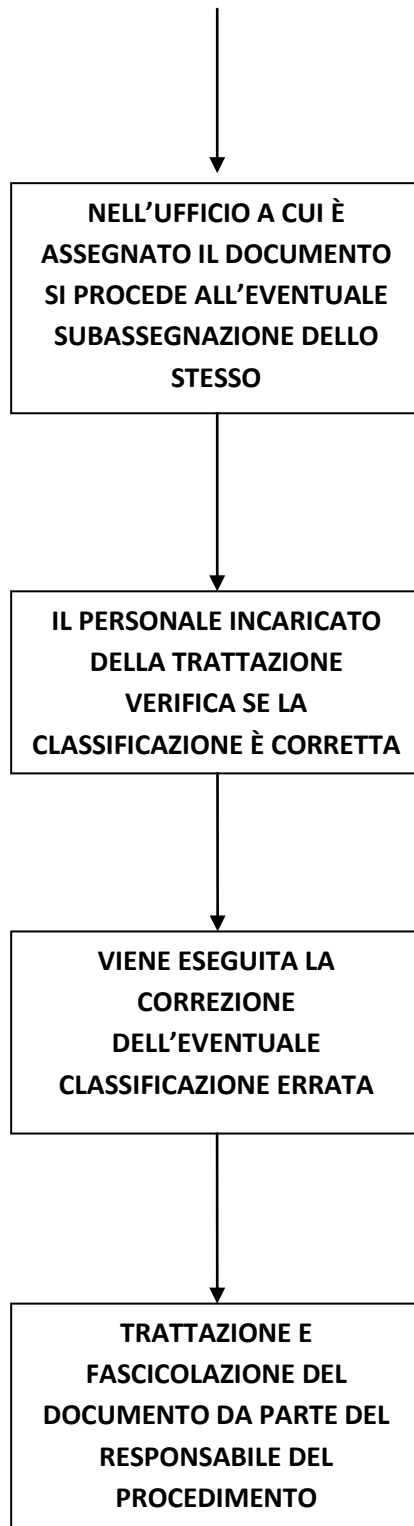 NELL’UFFICIO A CUI È
ASSEGNATO IL DOCUMENTO
SI PROCEDE ALL’EVENTUALE
SUBASSEGNAZIONE DELLO
STESSO
IL PERSONALE INCARICATO
DELLA TRATTAZIONE
VERIFICA SE LA
CLASSIFICAZIONE È CORRETTA
VIENE ESEGUITA LA
CORREZIONE
DELL’EVENTUALE
CLASSIFICAZIONE ERRATA
TRATTAZIONE E
FASCICOLAZIONE DEL
DOCUMENTO DA PARTE DEL
RESPONSABILE DEL
PROCEDIMENTO